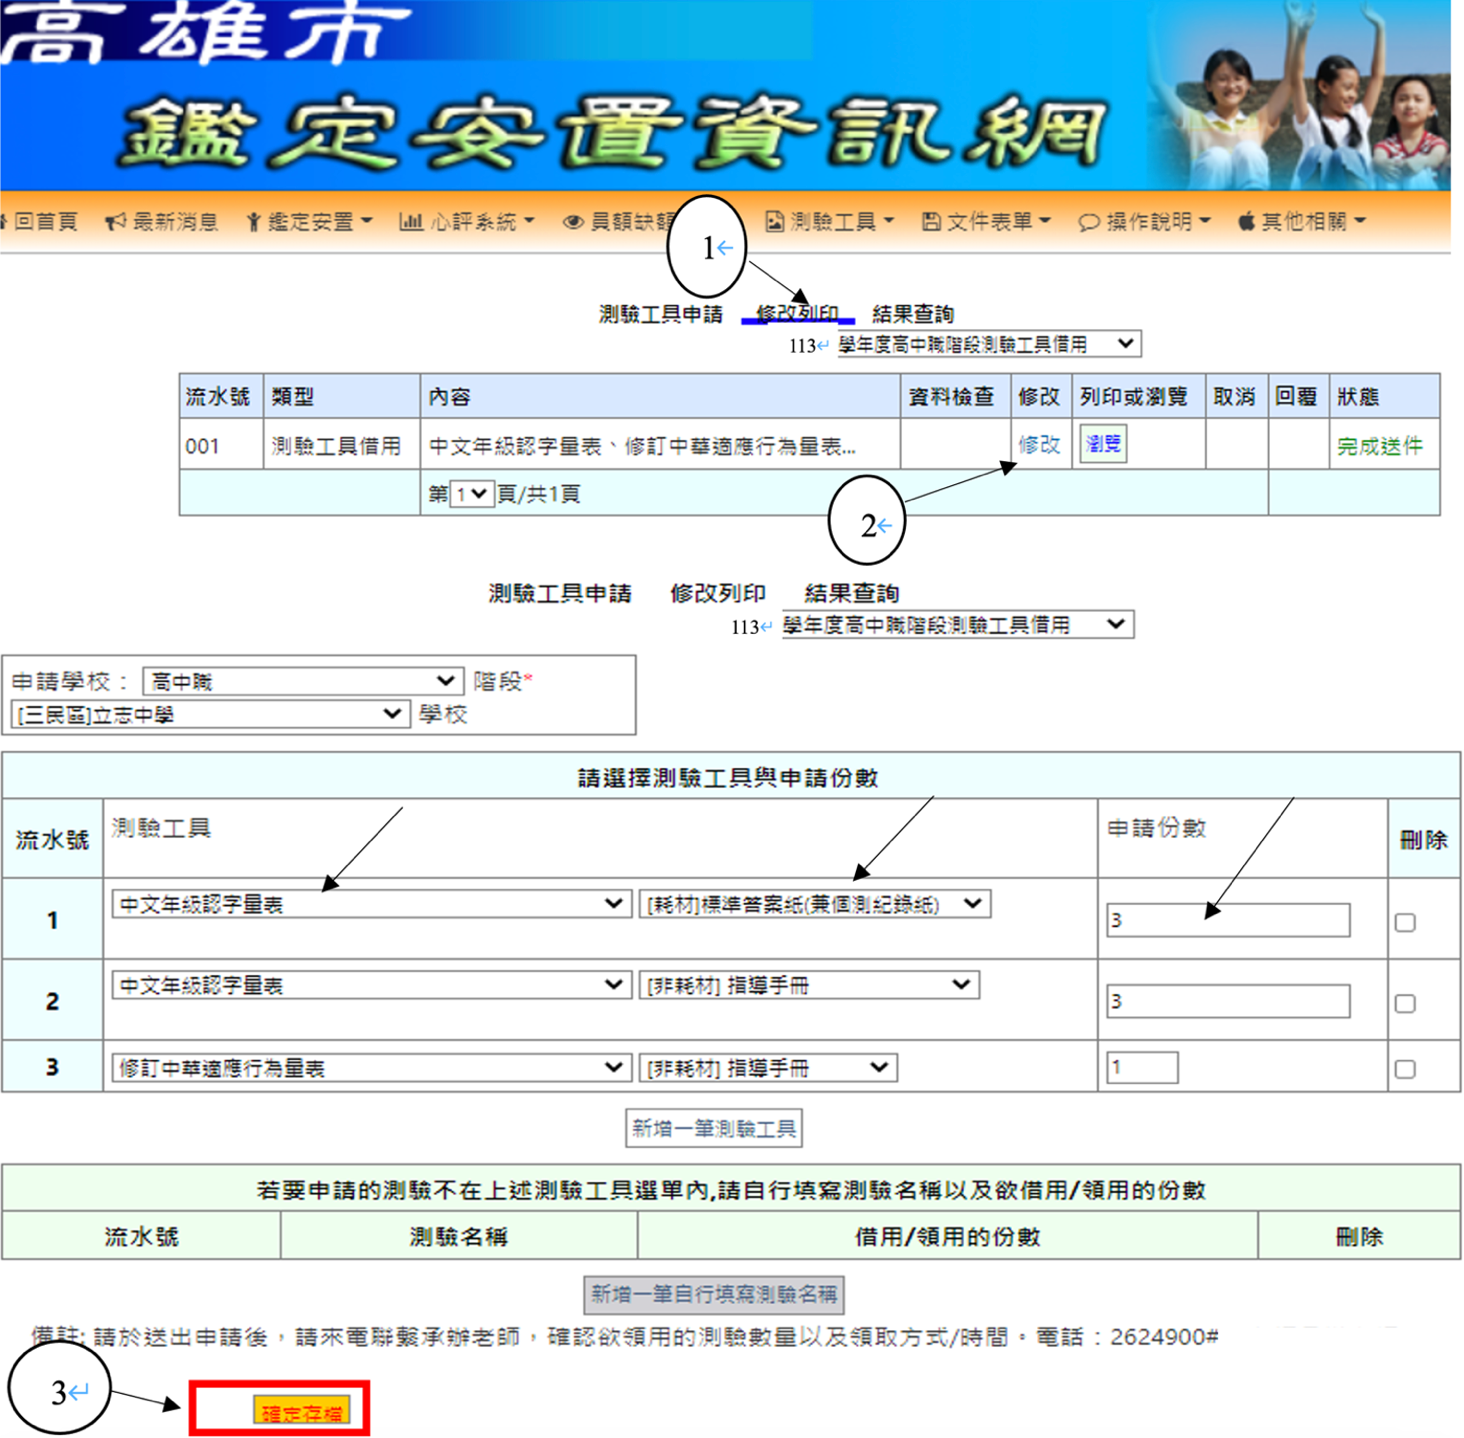 高雄市
鑑定安置資訊網
回首頁 最新消息 鑑定安置 心評系統 員額缺額 測驗工具 文件表單 操作說明 其他相關
1
測驗工具申請 修改列印 結果查詢
113 學年度高中職階段測驗工具借用
流水號 類型 內容 資料檢查 修改 列印或瀏覽 取消 回覆 狀態
001 測驗工具借用 中文年級認字量表、修訂中華適應行為量表... 修改 瀏覽 完成送件
第 1 頁/共1頁
2
測驗工具申請 修改列印 結果查詢
113 學年度高中職階段測驗工具借用
申請學校： 高中職 階段*
[三民區]立志中學 學校
請選擇測驗工具與申請份數
流水號 測驗工具 申請份數 刪除
1 中文年級認字量表 [耗材]標準答案紙(兼個測紀錄紙) 3
2 中文年級認字量表 [非耗材] 指導手冊 3
3 修訂中華適應行為量表 [非耗材] 指導手冊 1
新增一筆測驗工具
若要申請的測驗不在上述測驗工具選單內,請自行填寫測驗名稱以及欲借用/領用的份數
流水號 測驗名稱 借用/領用的份數 刪除
新增一筆自行填寫測驗名稱
備註: 請於送出申請後，請來電聯繫承辦老師，確認欲領用的測驗數量以及領取方式/時間。電話：2624900#
3
確定存檔